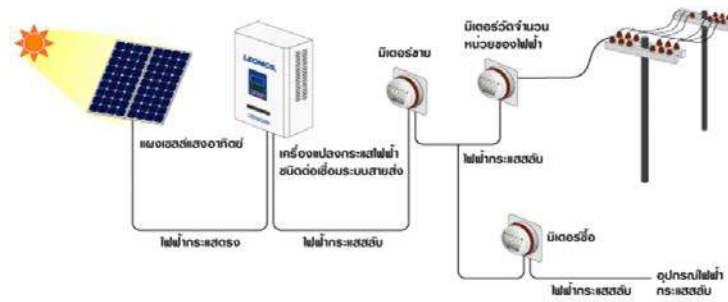 มิเตอร์วัดจำนวน
หน่วยของไฟฟ้า
มิเตอร์ขาย
LEONICS
แผงเซลล์แสงอาทิตย์
เครื่องแปลงกระแสไฟฟ้า
ชนิดต่อเชื่อมระบบสายส่ง
ไฟฟ้ากระแสสลับ
ไฟฟ้ากระแสตรง
ไฟฟ้ากระแสสลับ
มิเตอร์ซื้อ
ไฟฟ้ากระแสสลับ
อุปกรณ์ไฟฟ้า
กระแสสลับ